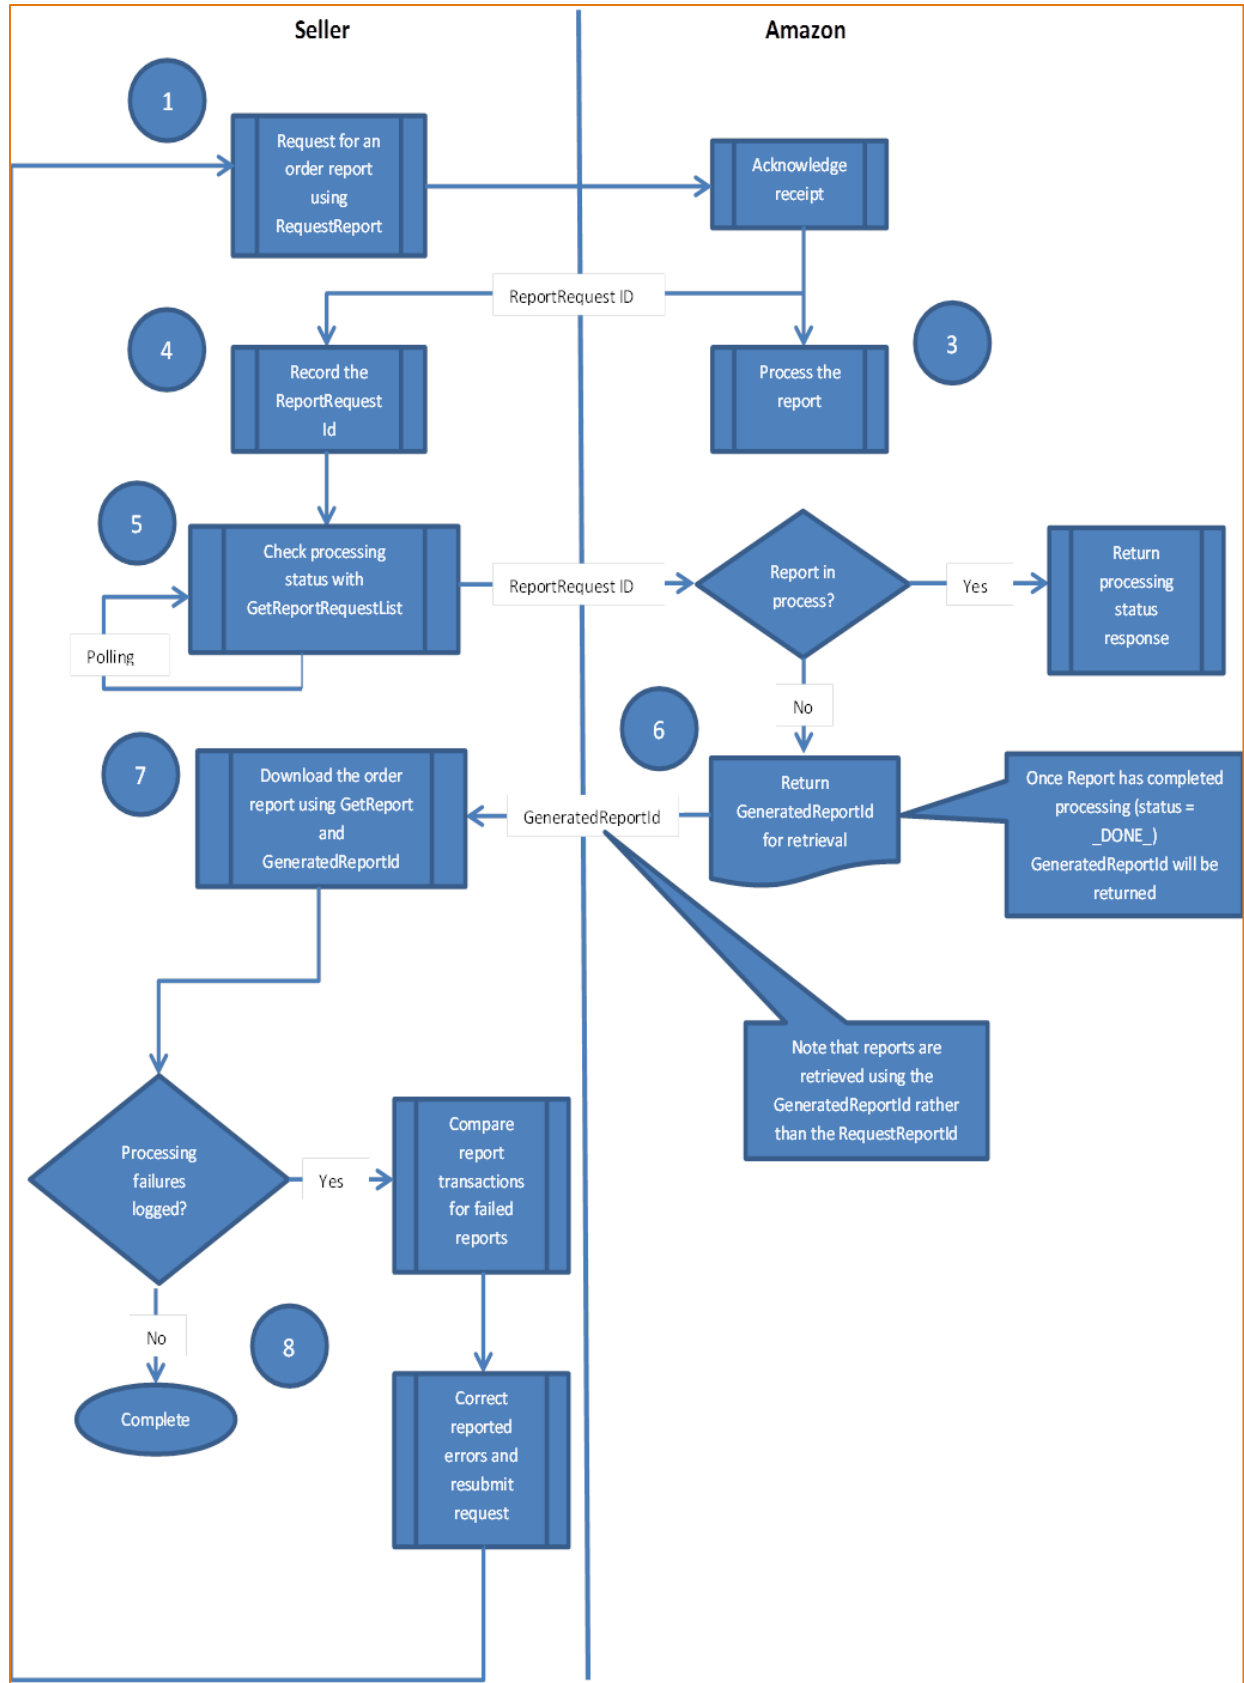 Seller
Amazon
1
Request for an
order report
using
RequestReport
Acknowledge
receipt
ReportRequest ID
4
Record the
ReportRequest
Id
3
Process the
report
5
Check processing
status with
GetReportRequestList
Polling
ReportRequest ID
Report in
process?
Yes
Return
processing
status
response
No
6
7
Download the order
report using GetReport
and
GeneratedReportId
GeneratedReportId
Return
GeneratedReportId
for retrieval
Once Report has completed
processing (status =
_DONE_)
GeneratedReportId will be
returned
Note that reports are
retrieved using the
GeneratedReportId rather
than the RequestReportId
Processing
failures
logged?
Yes
Compare
report
transactions
for failed
reports
No
8
Complete
Correct
reported
errors and
resubmit
request